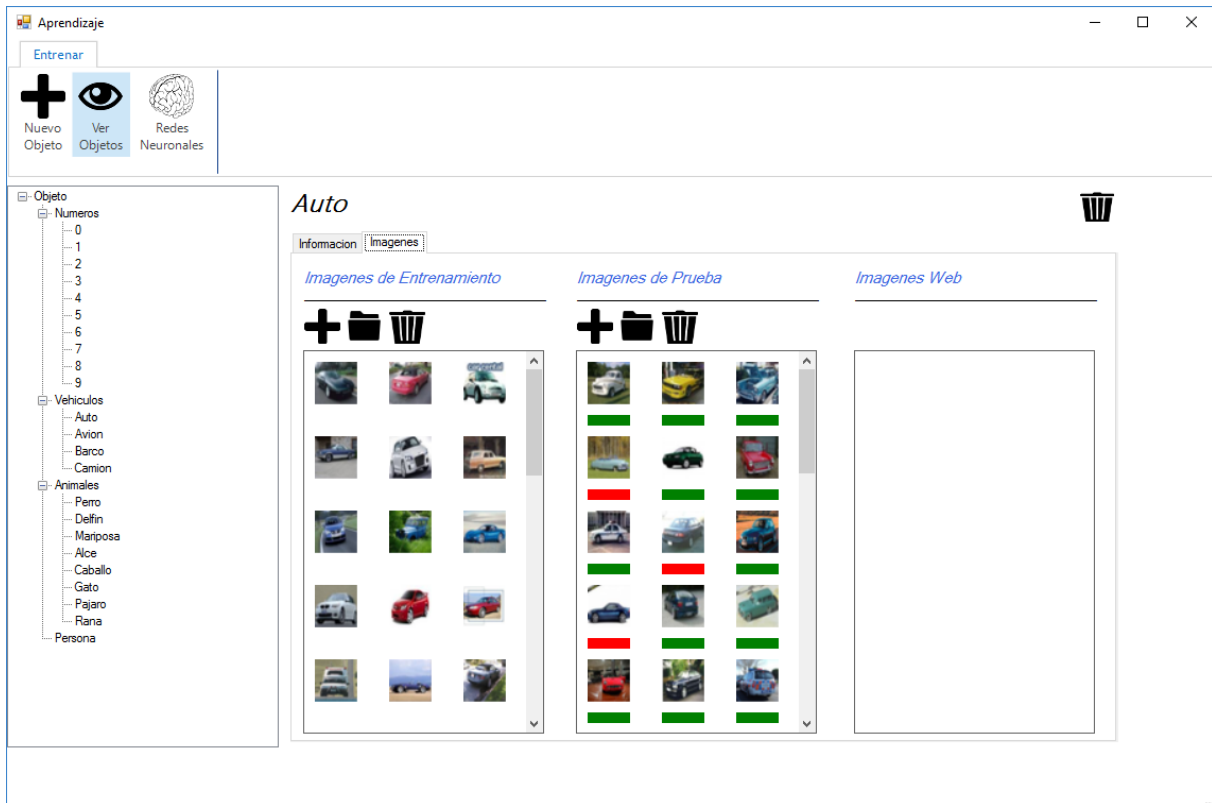 Aprendizaje
Entrenar
Nuevo
Objeto
Ver
Objetos
Redes
Neuronales
Objeto
Numeros
0
1
2
3
4
5
6
7
8
9
Vehiculos
Auto
Avion
Barco
Camion
Animales
Perro
Delfin
Mariposa
Alce
Caballo
Gato
Pajaro
Rana
Persona
Auto
Informacion
Imagenes
Imagenes de Entrenamiento
Imagenes de Prueba
Imagenes Web